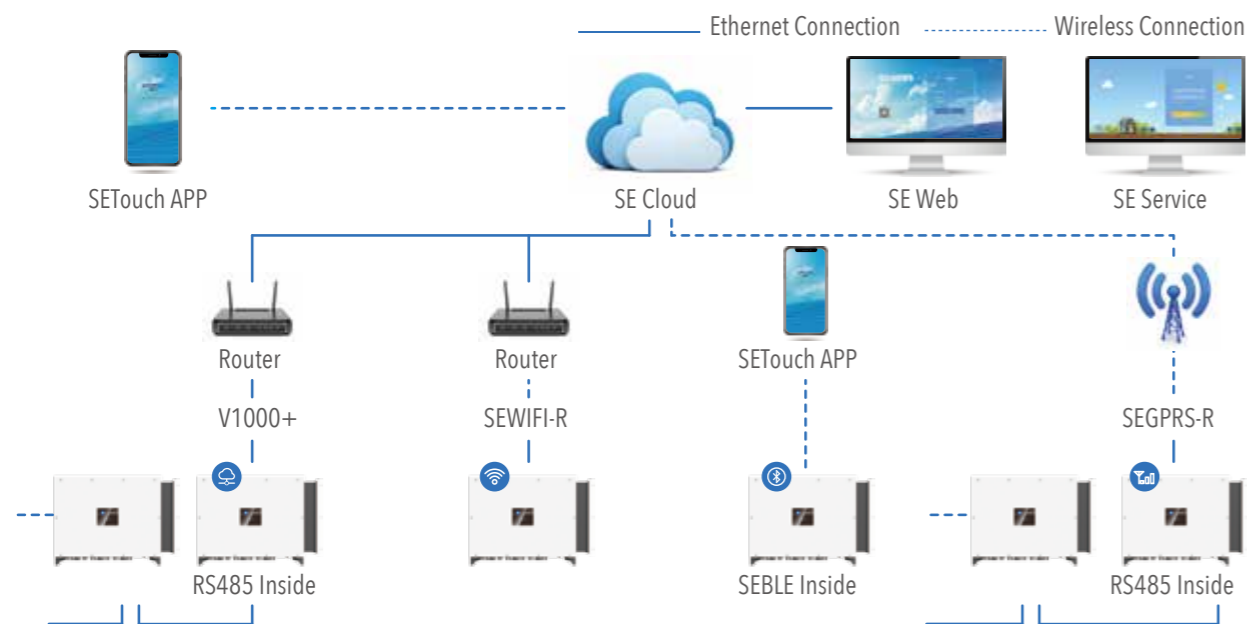 Ethernet Connection
Wireless Connection
SETouch APP
SE Cloud
SE Web
SE Service
Router
Router
SETouch APP
V1000+
SEWIFI-R
SEGPRS-R
RS485 Inside
SEBLE Inside
RS485 Inside